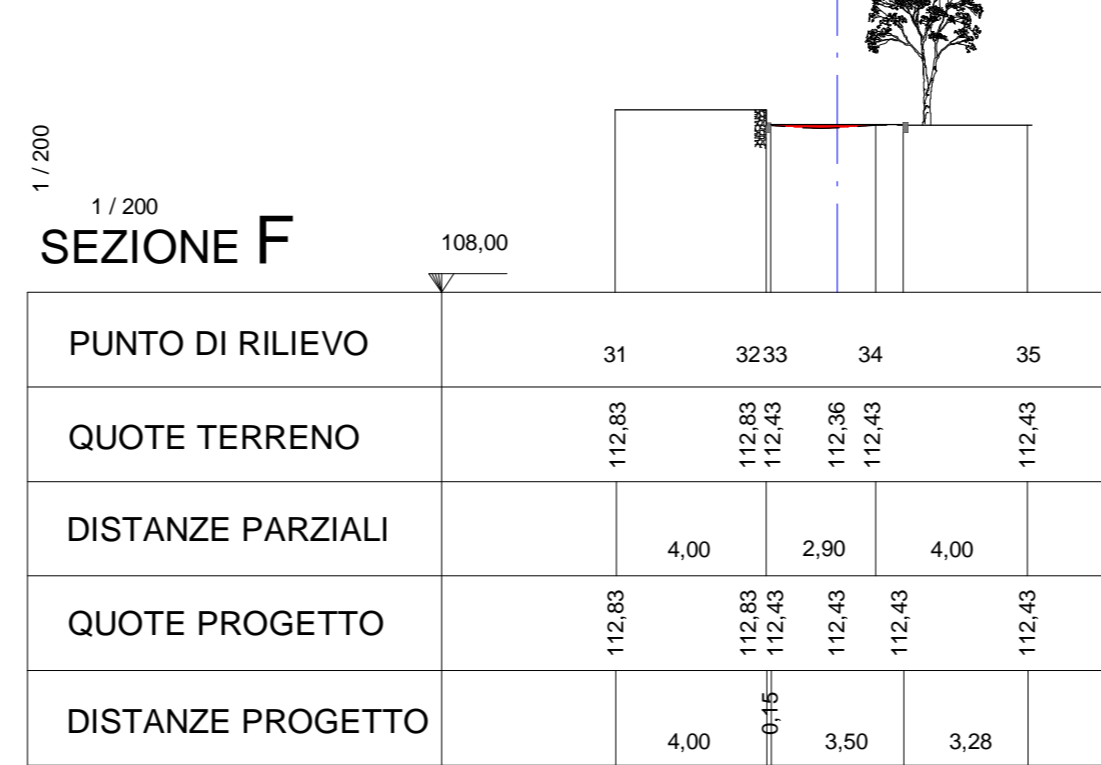 1 / 200
1 / 200
SEZIONE F
108,00
PUNTO DI RILIEVO 31 32 33 34 35
QUOTE TERRENO 112,83 112,83 112,43 112,36 112,43 112,43
DISTANZE PARZIALI 4,00 2,90 4,00
QUOTE PROGETTO 112,83 112,83 112,43 112,43 112,43 112,43
DISTANZE PROGETTO 4,00 0,15 3,50 3,28